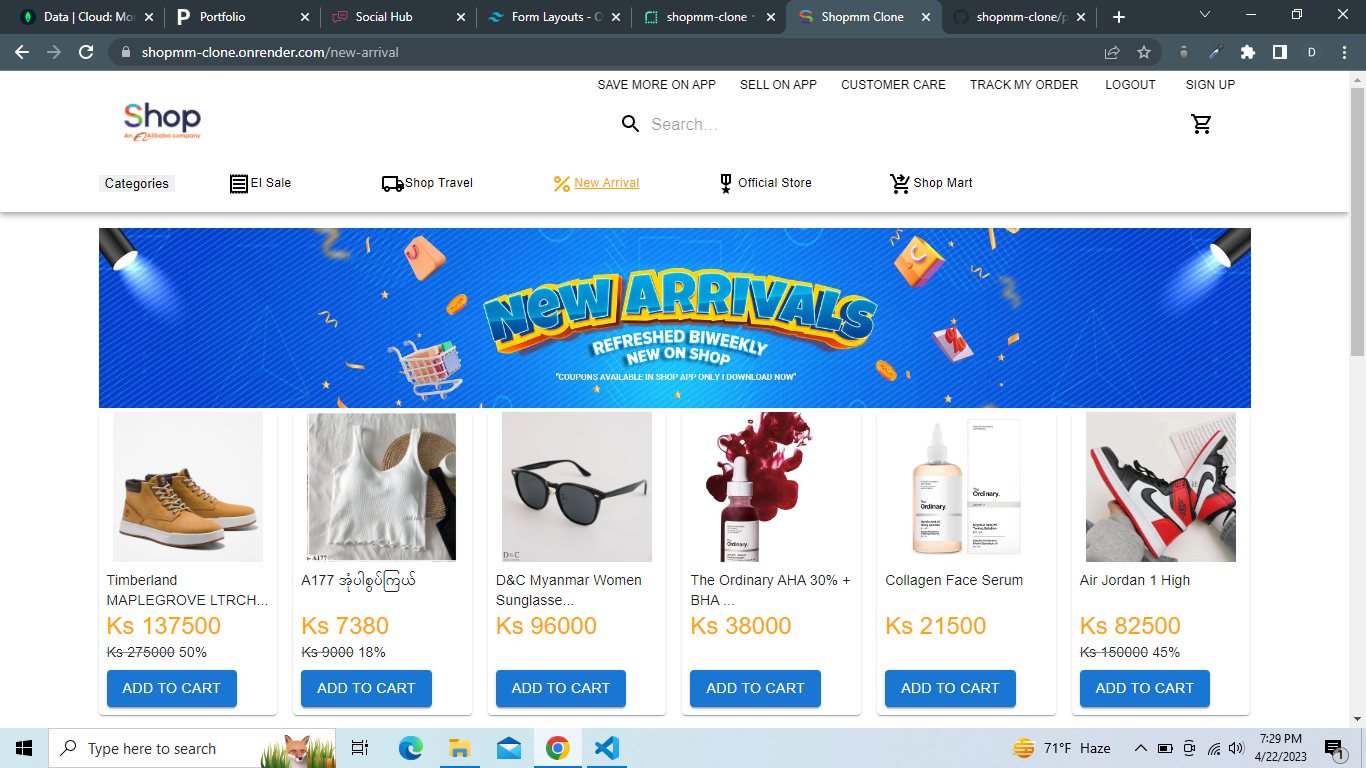 Data | Cloud: Mo
Portfolio
Social Hub
Form Layouts - O
shopmm-clone
Shopmm Clone
shopmm-clone/p
shopmm-clone.onrender.com/new-arrival
D
SAVE MORE ON APP SELL ON APP CUSTOMER CARE TRACK MY ORDER LOGOUT SIGN UP
Shop
An Alibaba company
Search...
Categories El Sale Shop Travel New Arrival Official Store Shop Mart
NEW ARRIVALS
REFRESHED BIWEEKLY
NEW ON SHOP
"COUPONS AVAILABLE IN SHOP APP ONLY I DOWNLOAD NOW"
A177
D&C
The Ordinary.
The Ordinary.
The Ordinary.
Timberland
MAPLEGROVE LTRCH...
Ks 137500
Ks 275000 50%
ADD TO CART
A177 အုံပါစွပ်ကြယ်
Ks 7380
Ks 9000 18%
ADD TO CART
D&C Myanmar Women
Sunglasse...
Ks 96000
ADD TO CART
The Ordinary AHA 30% +
BHA ...
Ks 38000
ADD TO CART
Collagen Face Serum
Ks 21500
ADD TO CART
Air Jordan 1 High
Ks 82500
Ks 150000 45%
ADD TO CART
Type here to search
71°F Haze
7:29 PM
4/22/2023
1